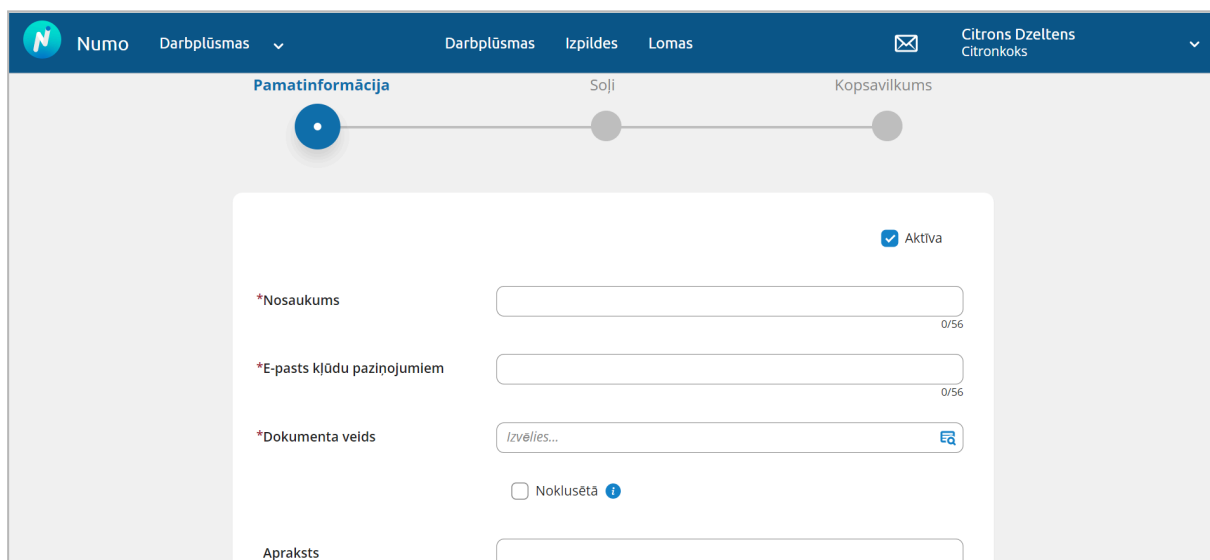 Numo Darbplūsmas Darbplūsmas Izpildes Lomas Citrons Dzeltens
Citronkoks
Pamatinformācija Soļi Kopsavilkums
Aktīva
*Nosaukums
0/56
*E-pasts kļūdu paziņojumiem
0/56
*Dokumenta veids Izvēlies...
Noklusētā
Apraksts